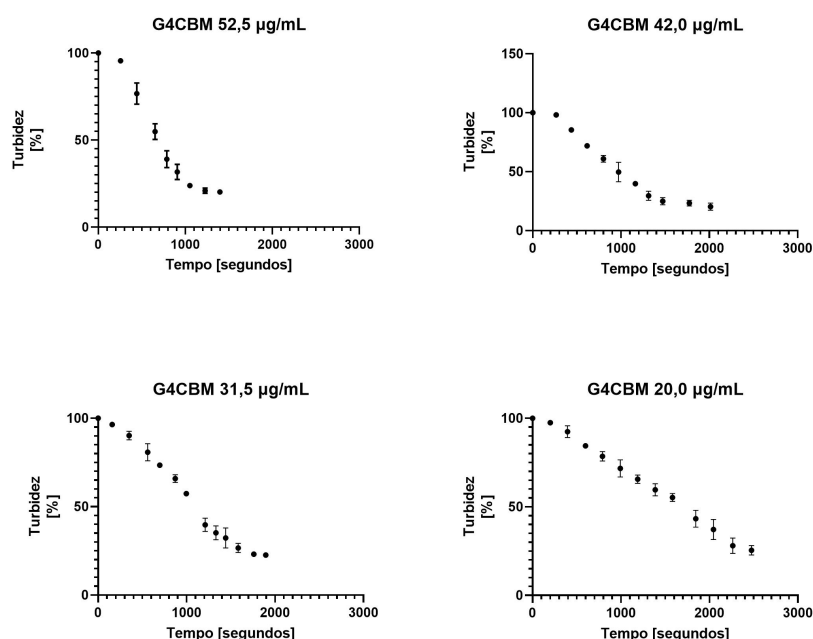 G4CBM 52,5 µg/mL
100
50
0
Turbidez
[%]
0
1000
2000
3000
Tempo [segundos]
G4CBM 42,0 µg/mL
150
100
50
0
Turbidez
[%]
0
1000
2000
3000
Tempo [segundos]
G4CBM 31,5 µg/mL
100
50
0
Turbidez
[%]
0
1000
2000
3000
Tempo [segundos]
G4CBM 20,0 µg/mL
100
50
0
Turbidez
[%]
0
1000
2000
3000
Tempo [segundos]